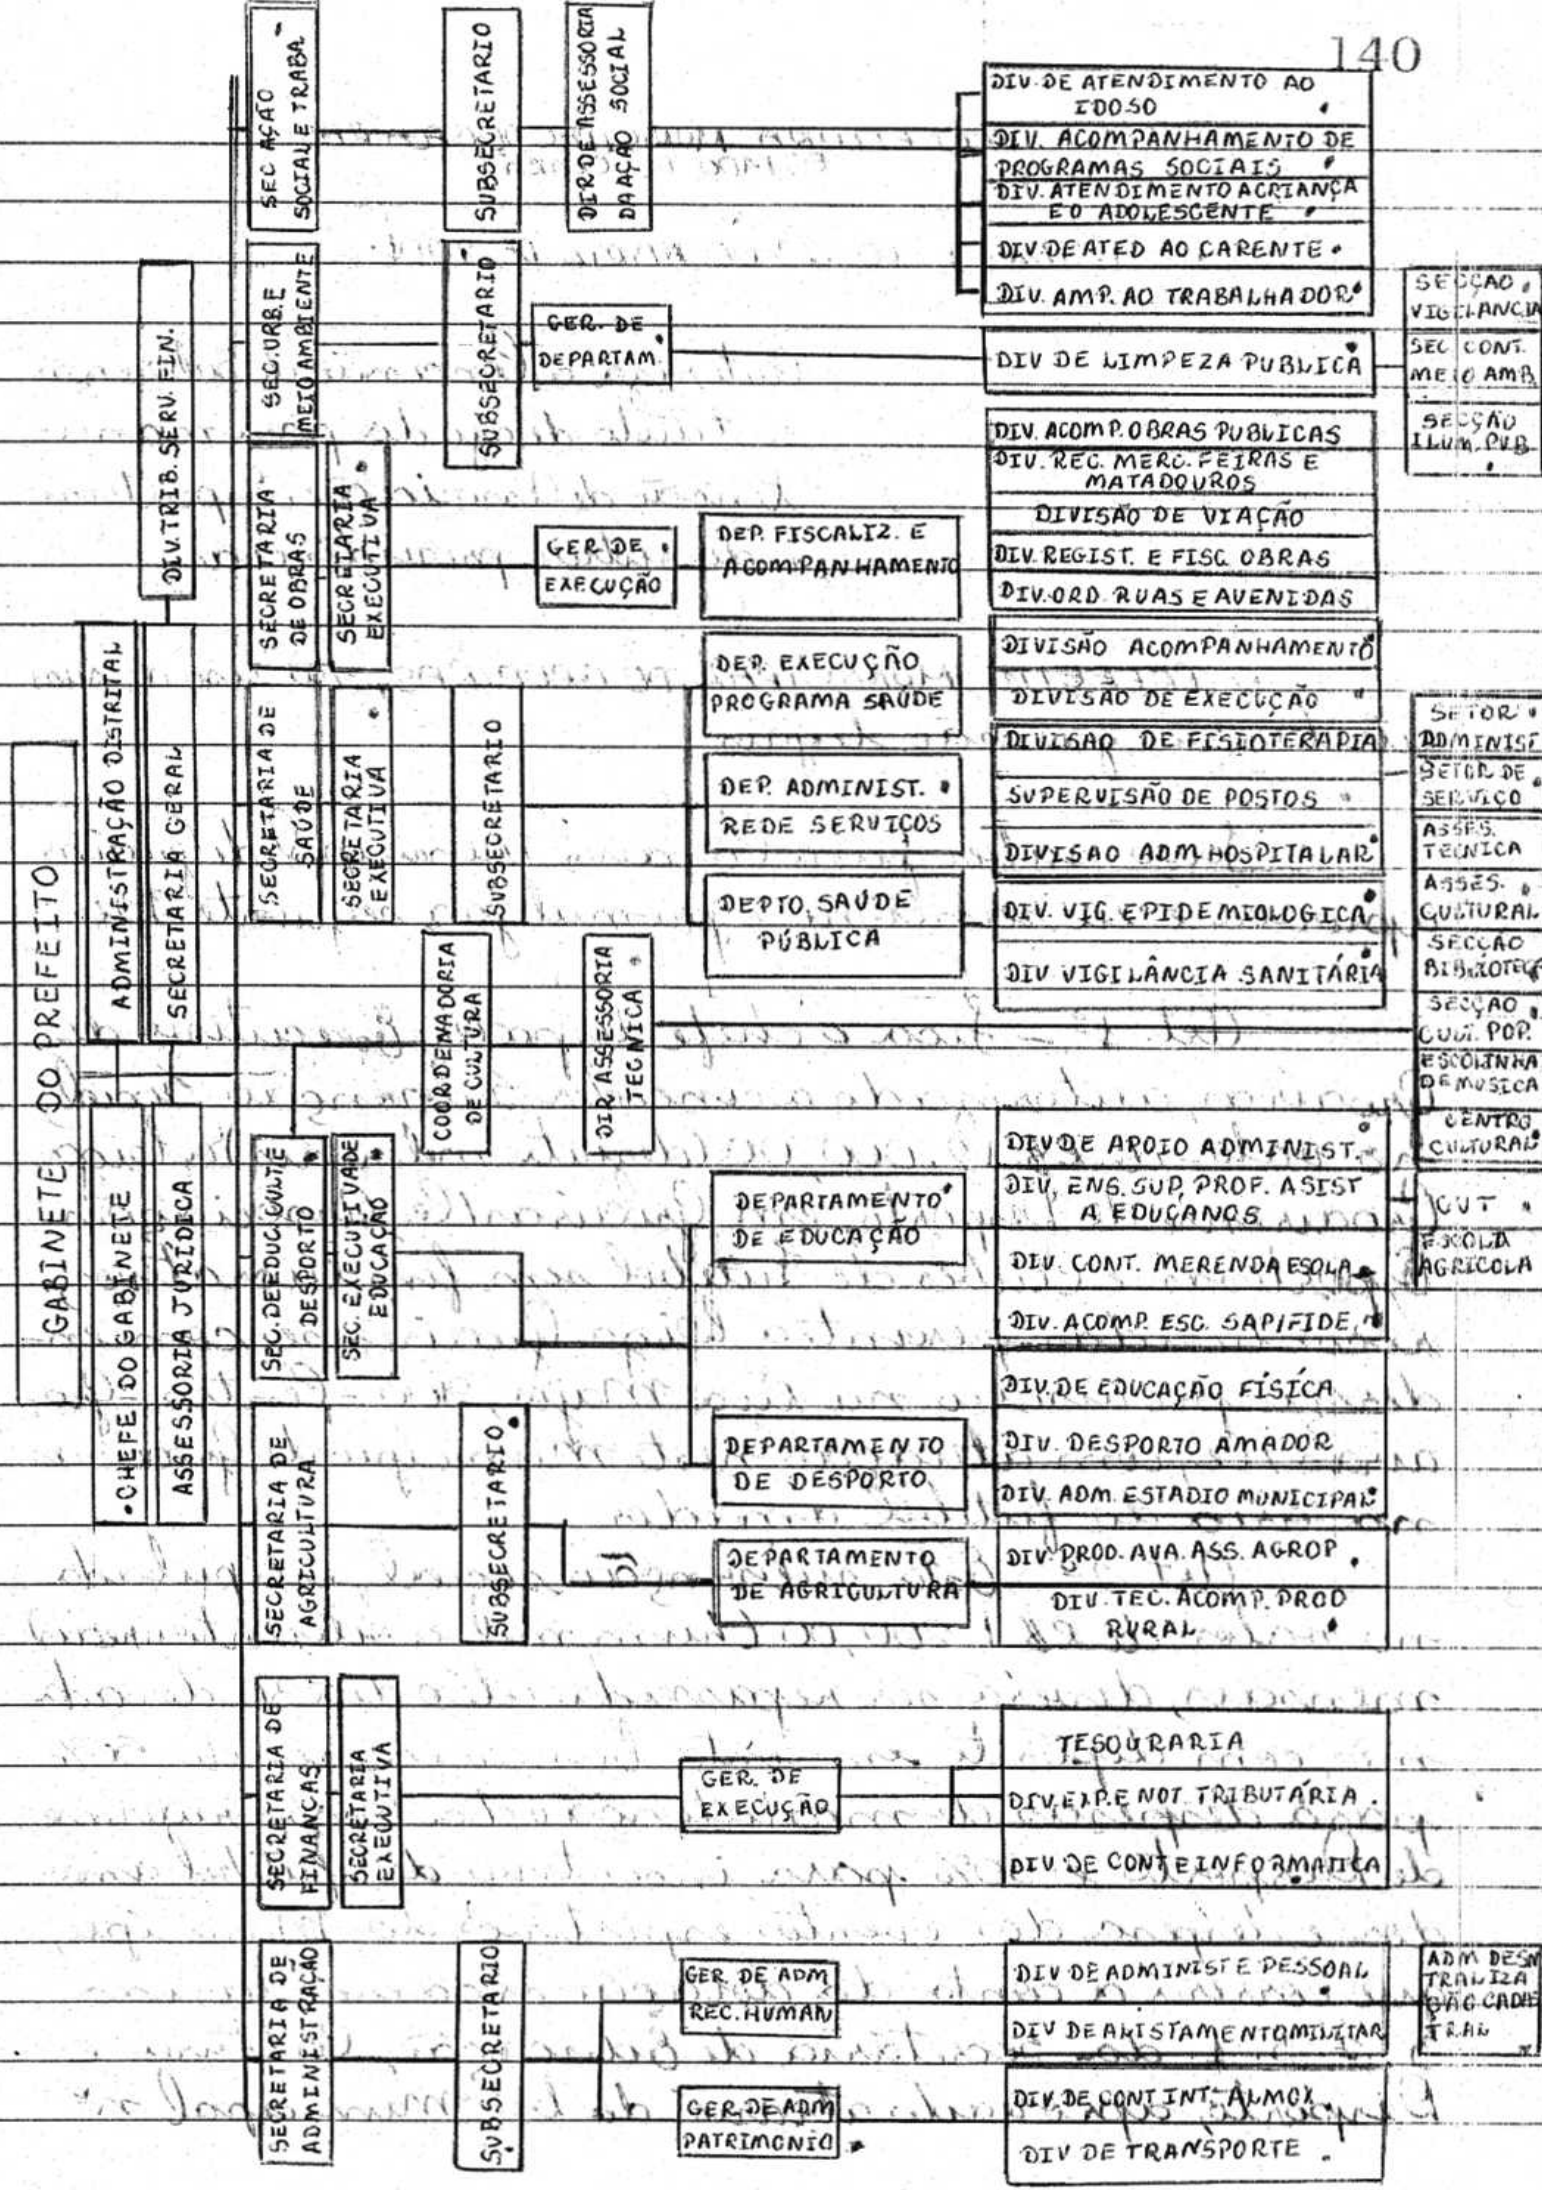 140
GABINETE DO PREFEITO
ADMINISTRAÇÃO DISTRITAL
SECRETARIA GERAL
DIV. TRIB. SERV. FIN.
CHEFE DO GABINETE
ASSESSORIA JURÍDICA
SEC AÇÃO
SOCIAL E TRABA
SUBSECRETARIO
DIR DE ASSESSORIA
DA AÇÃO SOCIAL
DIV. DE ATENDIMENTO AO
IDOSO
DIV. ACOMPANHAMENTO DE
PROGRAMAS SOCIAIS
DIV. ATENDIMENTO A CRIANÇA
E O ADOLESCENTE
DIV. DE ATED AO CARENTE
DIV. AMP. AO TRABALHADOR
SEC. URB. E
MEIO AMBIENTE
SUBSECRETARIO
GER. DE
DEPARTAM.
DIV DE LIMPEZA PUBLICA
SECÇAO
VIGILANCIA
SEC. CONT.
MEIO AMB.
SECÇÃO
ILUM. PUB.
SECRETARIA
DE OBRAS
SECRETARIA
EXECUTIVA
GER DE
EXECUÇÃO
DEP. FISCALIZ. E
ACOMPANHAMENTO
DIV. ACOMP. OBRAS PUBLICAS
DIV. REC. MERC. FEIRAS E
MATADOUROS
DIVISÃO DE VIAÇÃO
DIV. REGIST. E FISC. OBRAS
DIV. ORD. RUAS E AVENIDAS
SECRETARIA DE
SAÚDE
SECRETARIA
EXECUTIVA
SUBSECRETARIO
DEP. EXECUÇÃO
PROGRAMA SAÚDE
DIVISÃO ACOMPANHAMENTO
DIVISÃO DE EXECUÇÃO
DEP. ADMINIST.
REDE SERVIÇOS
DIVISAO DE FISIOTERAPIA
SUPERVISÃO DE POSTOS
DIVISAO ADM. HOSPITALAR
SETOR
ADMINIST
SETOR DE
SERVIÇO
DEPTO. SAUDE
PÚBLICA
DIV. VIG. EPIDEMIOLOGICA
DIV VIGILÂNCIA SANITÁRIA
COORDENADORIA
DE CULTURA
DIR ASSESSORIA
TECNICA
ASSES.
TECNICA
ASSES.
CULTURAL
SECCAO
BIBLIOTECA
SECÇAO
CULT. POP.
ESCOLINHA
DE MUSICA
CENTRO
CULTURAL
SEC. DE EDUC. CULT E
DESPORTO
SEC. EXECUTIVA DE
EDUCAÇÃO
DEPARTAMENTO
DE EDUCAÇÃO
DIV DE APOIO ADMINIST.
DIV. ENS. SUP. PROF. ASIST
A EDUCANOS
DIV. CONT. MERENDA ESOLA
DIV. ACOMP. ESC. SAP/FIDE.
CVT
ESCOLA
AGRICOLA
DEPARTAMENTO
DE DESPORTO
DIV. DE EDUCAÇÃO FÍSÍCA
DIV. DESPORTO AMADOR
DIV. ADM. ESTADIO MUNICIPAL
SECRETARIA DE
AGRICULTURA
SUBSECRETARIO
DEPARTAMENTO
DE AGRICULTURA
DIV. PROD. AVA. ASS. AGROP.
DIV. TEC. ACOMP. PROD
RURAL
SECRETARIA DE
FINANCAS
SECRETARIA
EXECUTIVA
GER. DE
EXECUÇÃO
TESOURARIA
DIV. EXP. E NOT. TRIBUTÁRIA.
DIV. DE CONT E INFORMATICA
SECRETARIA DE
ADMINISTRAÇÃO
SUBSECRETARIO
GER. DE ADM
REC. HUMAN
DIV DE ADMINIST E PESSOAL
DIV DE ALISTAMENTO MILITAR
TRALIZA
TRAL
GER. DE ADM
PATRIMONIO
DIV. DE CONT INT. ALMOX.
DIV DE TRANSPORTE